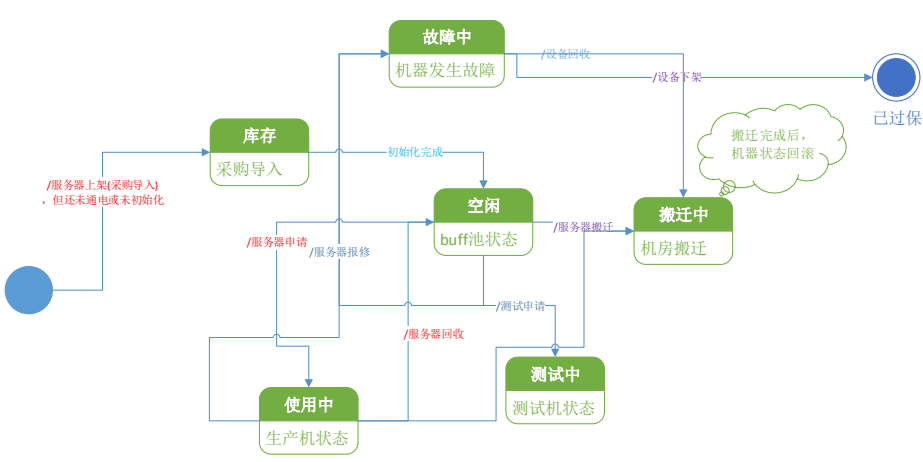 故障中
机器发生故障
/设备回收
/设备下架
已过保
搬迁完成后，
机器状态回滚
库存
采购导入
初始化完成
/服务器上架(采购导入)
，但还未通电或未初始化
空闲
buff池状态
搬迁中
机房搬迁
/服务器搬迁
/服务器申请
/服务器报修
/测试申请
/服务器回收
测试中
测试机状态
使用中
生产机状态